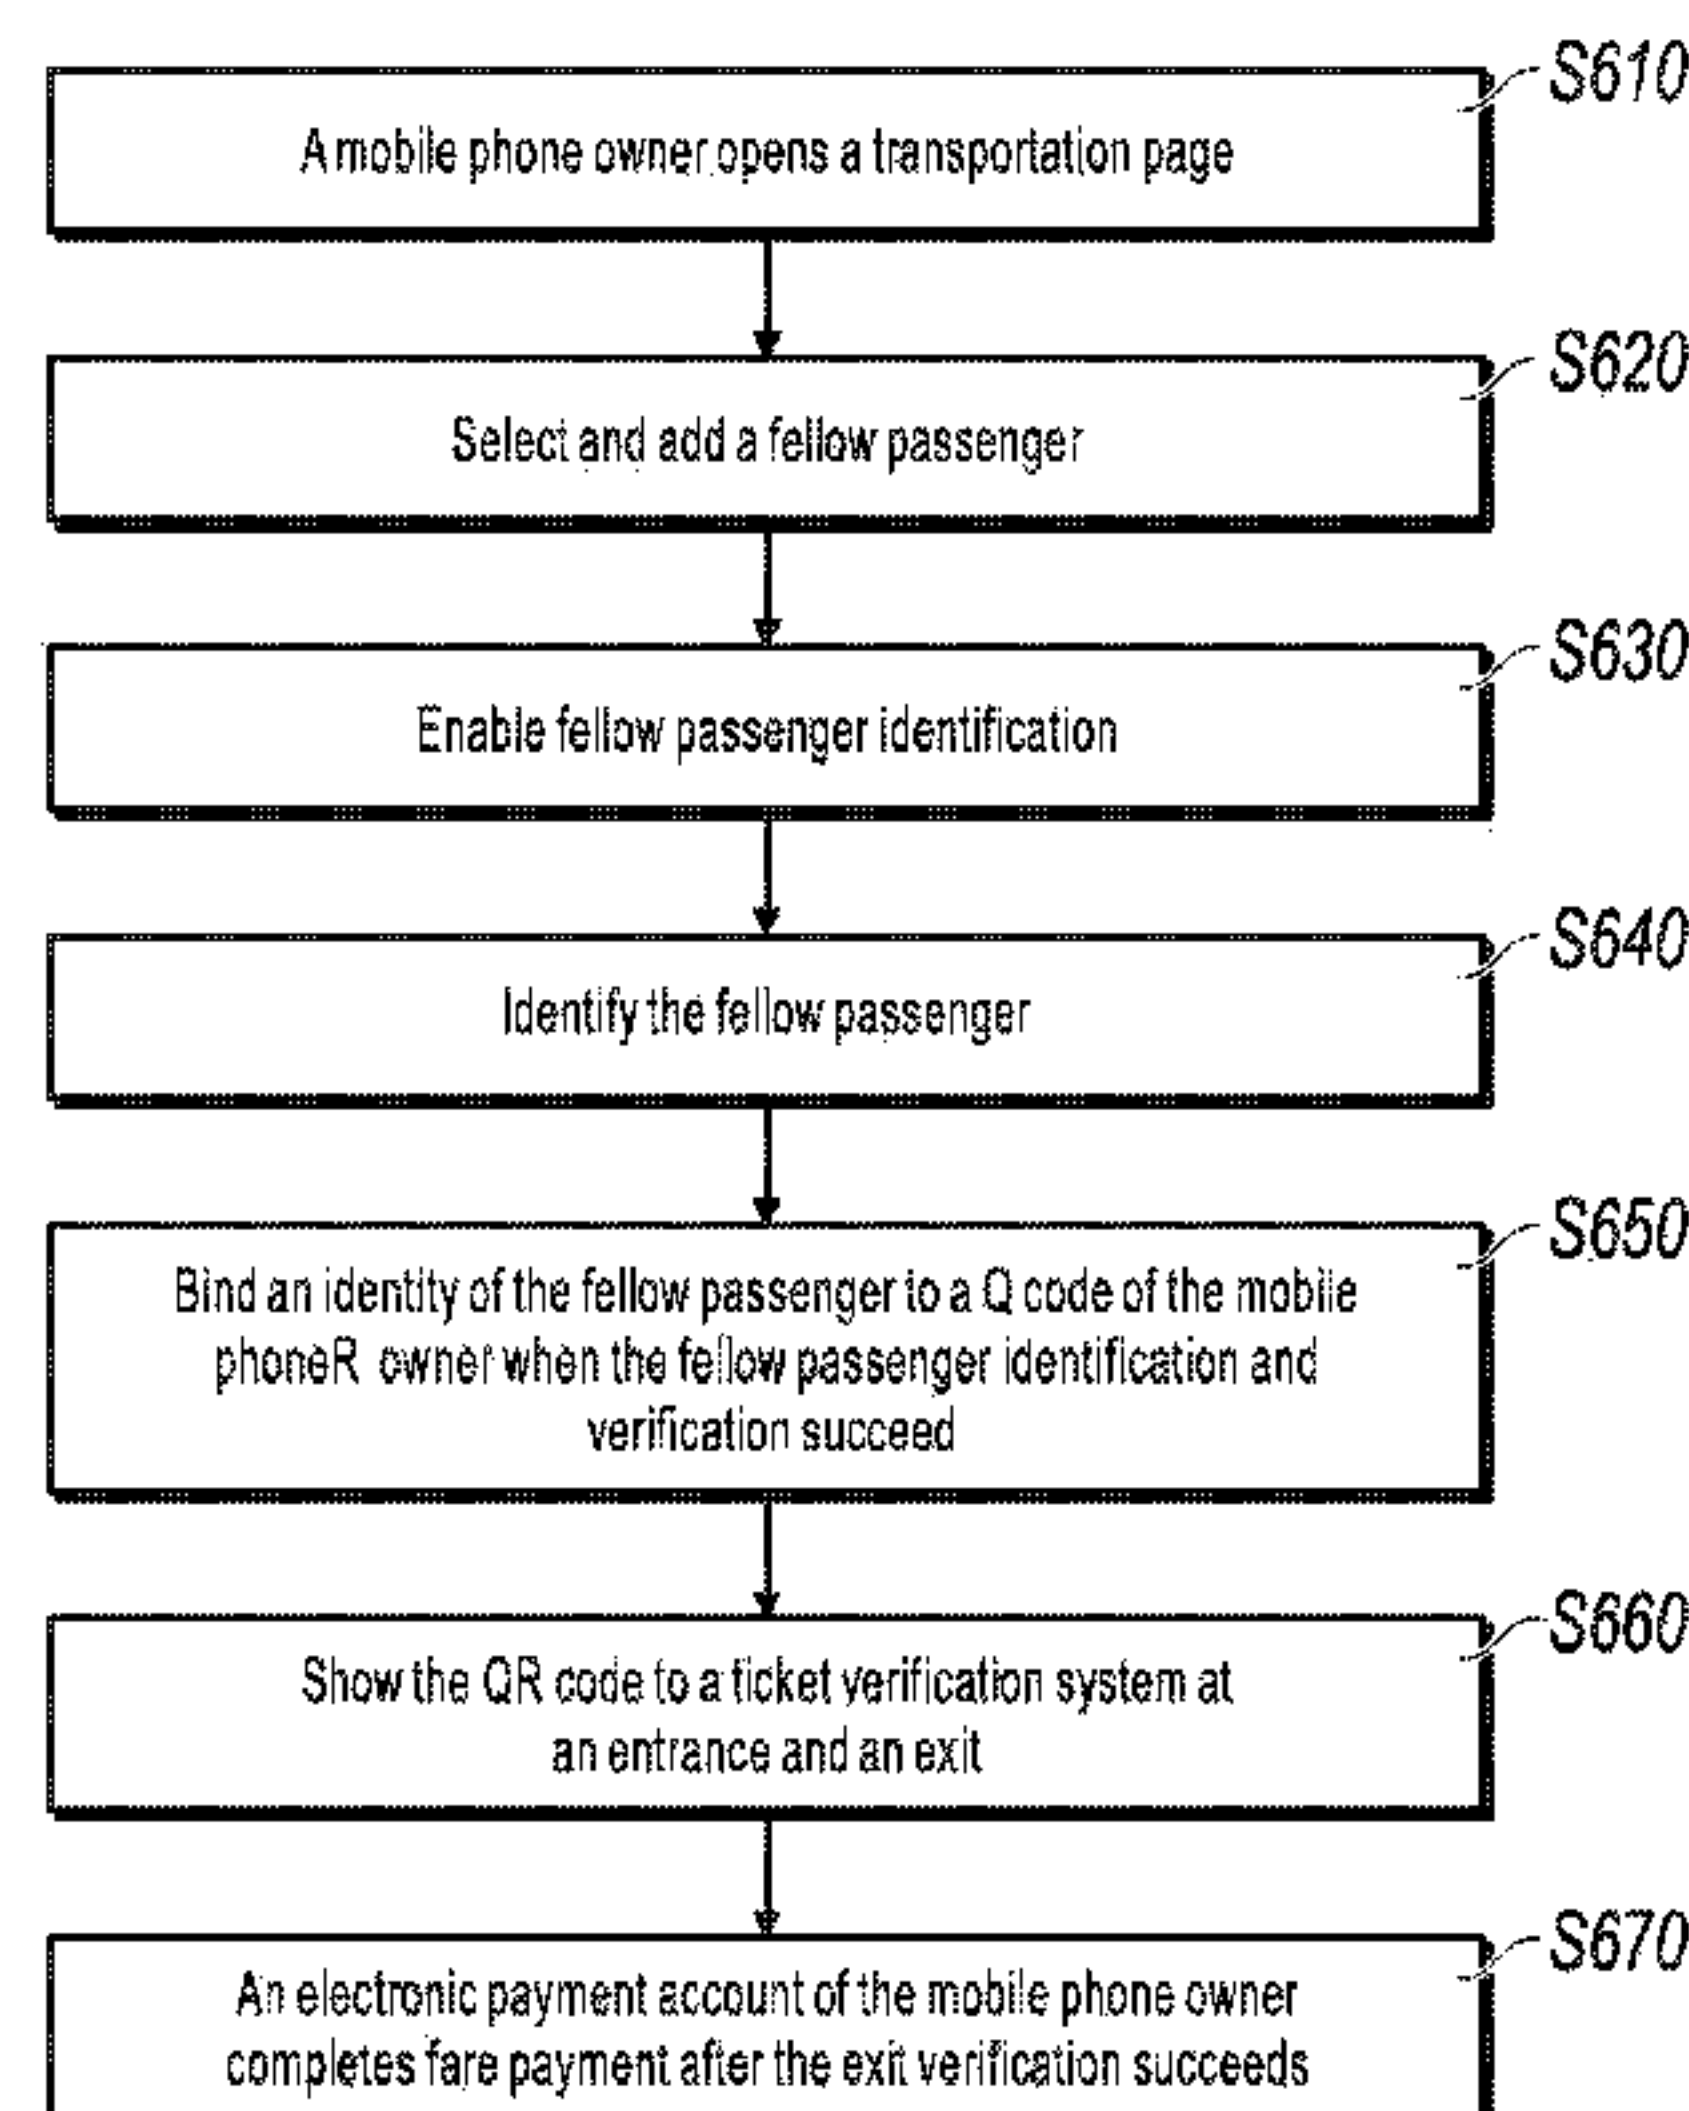 S610
A mobile phone owner opens a transportation page
S620
Select and add a fellow passenger
S630
Enable fellow passenger identification
S640
Identify the fellow passenger
S650
Bind an identity of the fellow passenger to a Q code of the mobile
phoneR owner when the fellow passenger identification and
verification succeed
S660
Show the QR code to a ticket verification system at
an entrance and an exit
S670
An electronic payment account of the mobile phone owner
completes fare payment after the exit verification succeeds